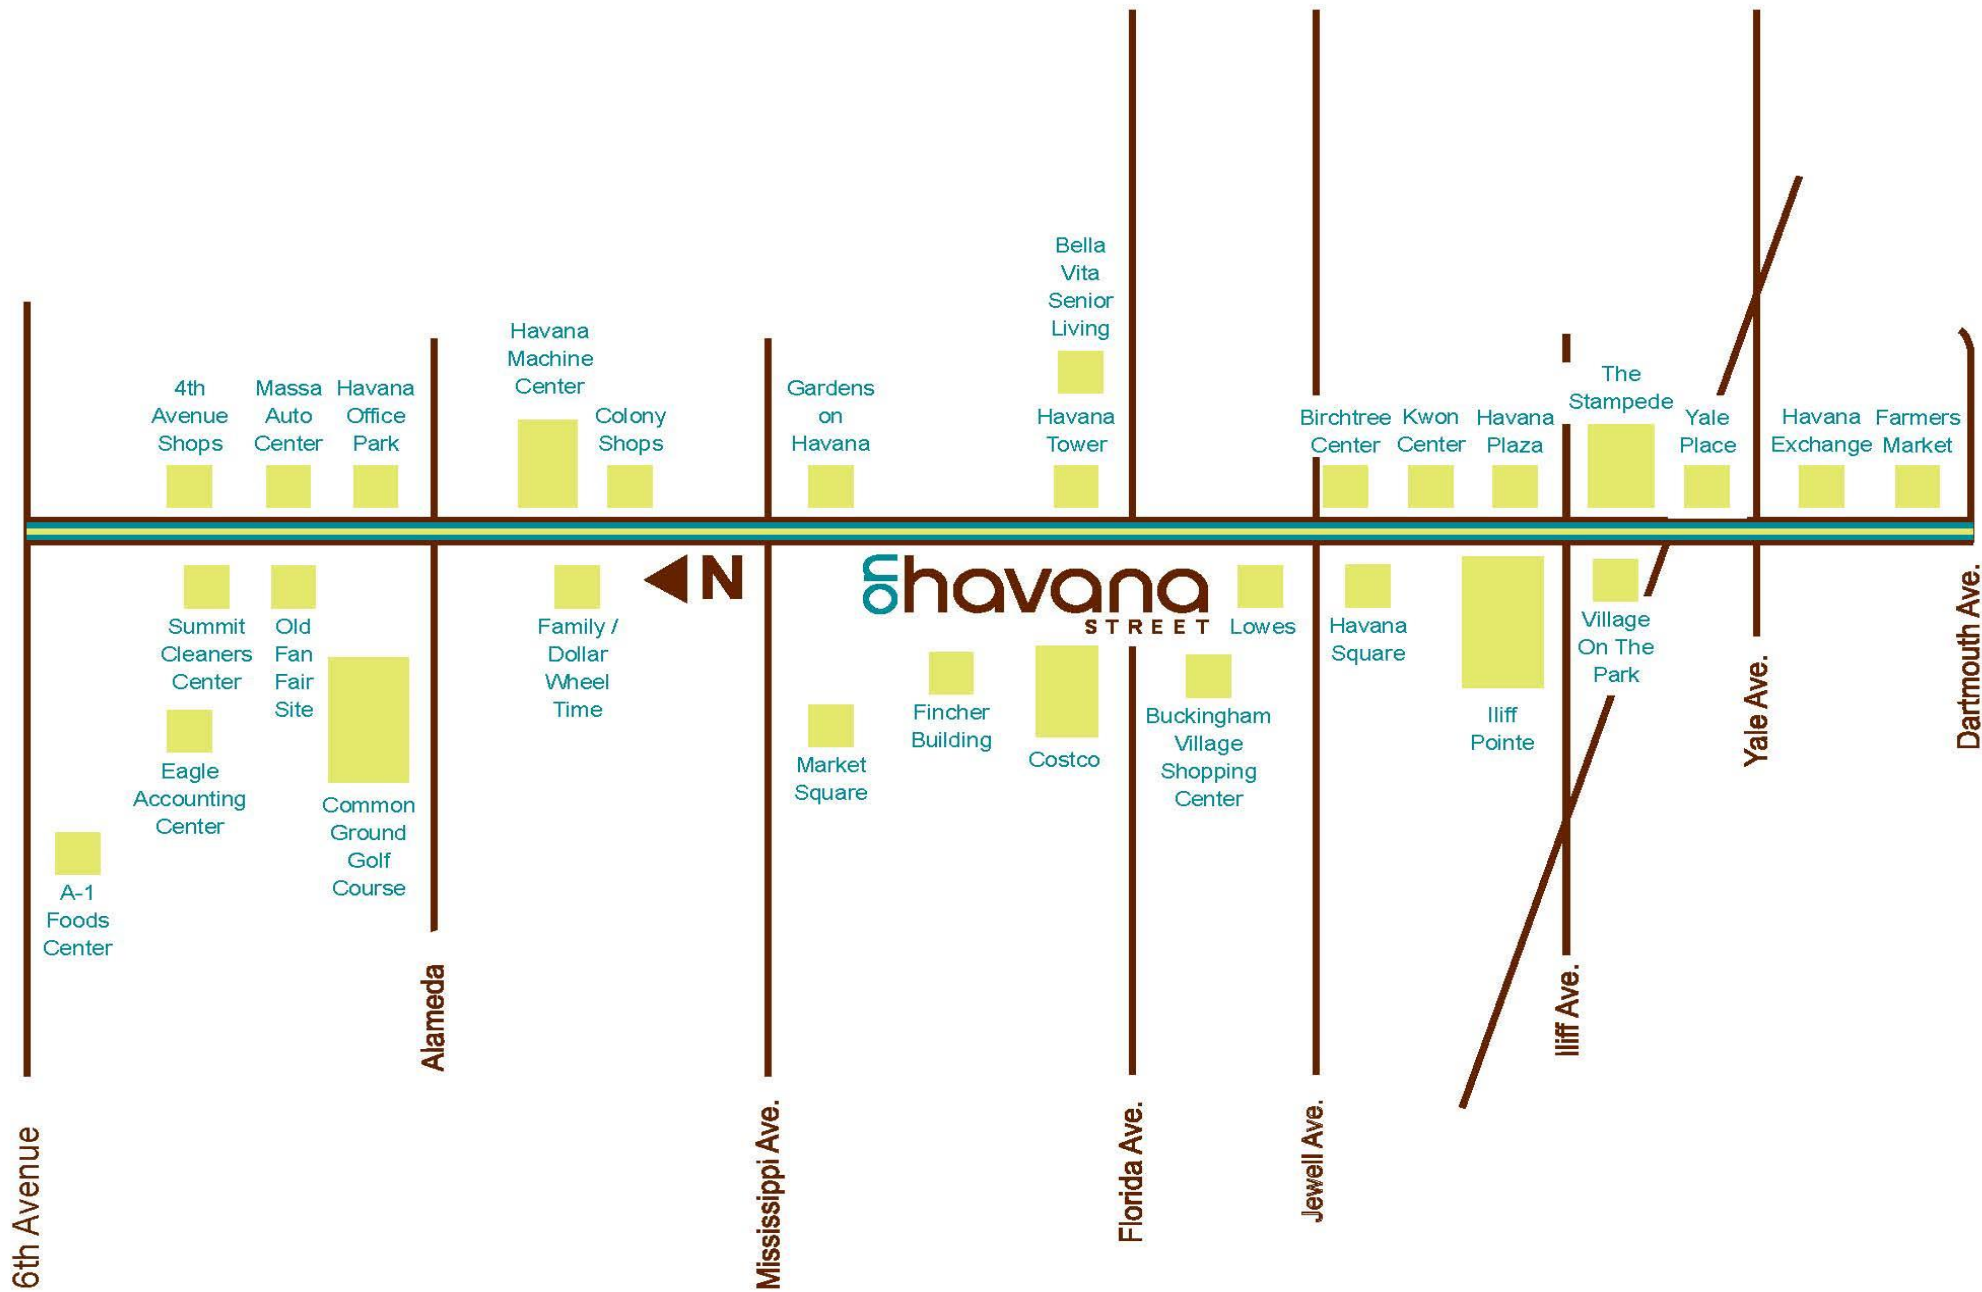 Bella
Vita
Senior
Living
Havana
Machine
Center
4th
Avenue
Shops
Massa
Auto
Center
Havana
Office
Park
Colony
Shops
Gardens
on
Havana
Havana
Tower
Birchtree
Center
Kwon
Center
Havana
Plaza
The
Stampede
Yale
Place
Havana
Exchange
Farmers
Market
N
on havana
STREET
Summit
Cleaners
Center
Old
Fan
Fair
Site
Family /
Dollar
Wheel
Time
Lowes
Havana
Square
Village
On The
Park
Eagle
Accounting
Center
Common
Ground
Golf
Course
Market
Square
Fincher
Building
Costco
Buckingham
Village
Shopping
Center
Iliff
Pointe
A-1
Foods
Center
6th Avenue
Alameda
Mississippi Ave.
Florida Ave.
Jewell Ave.
Iliff Ave.
Yale Ave.
Dartmouth Ave.